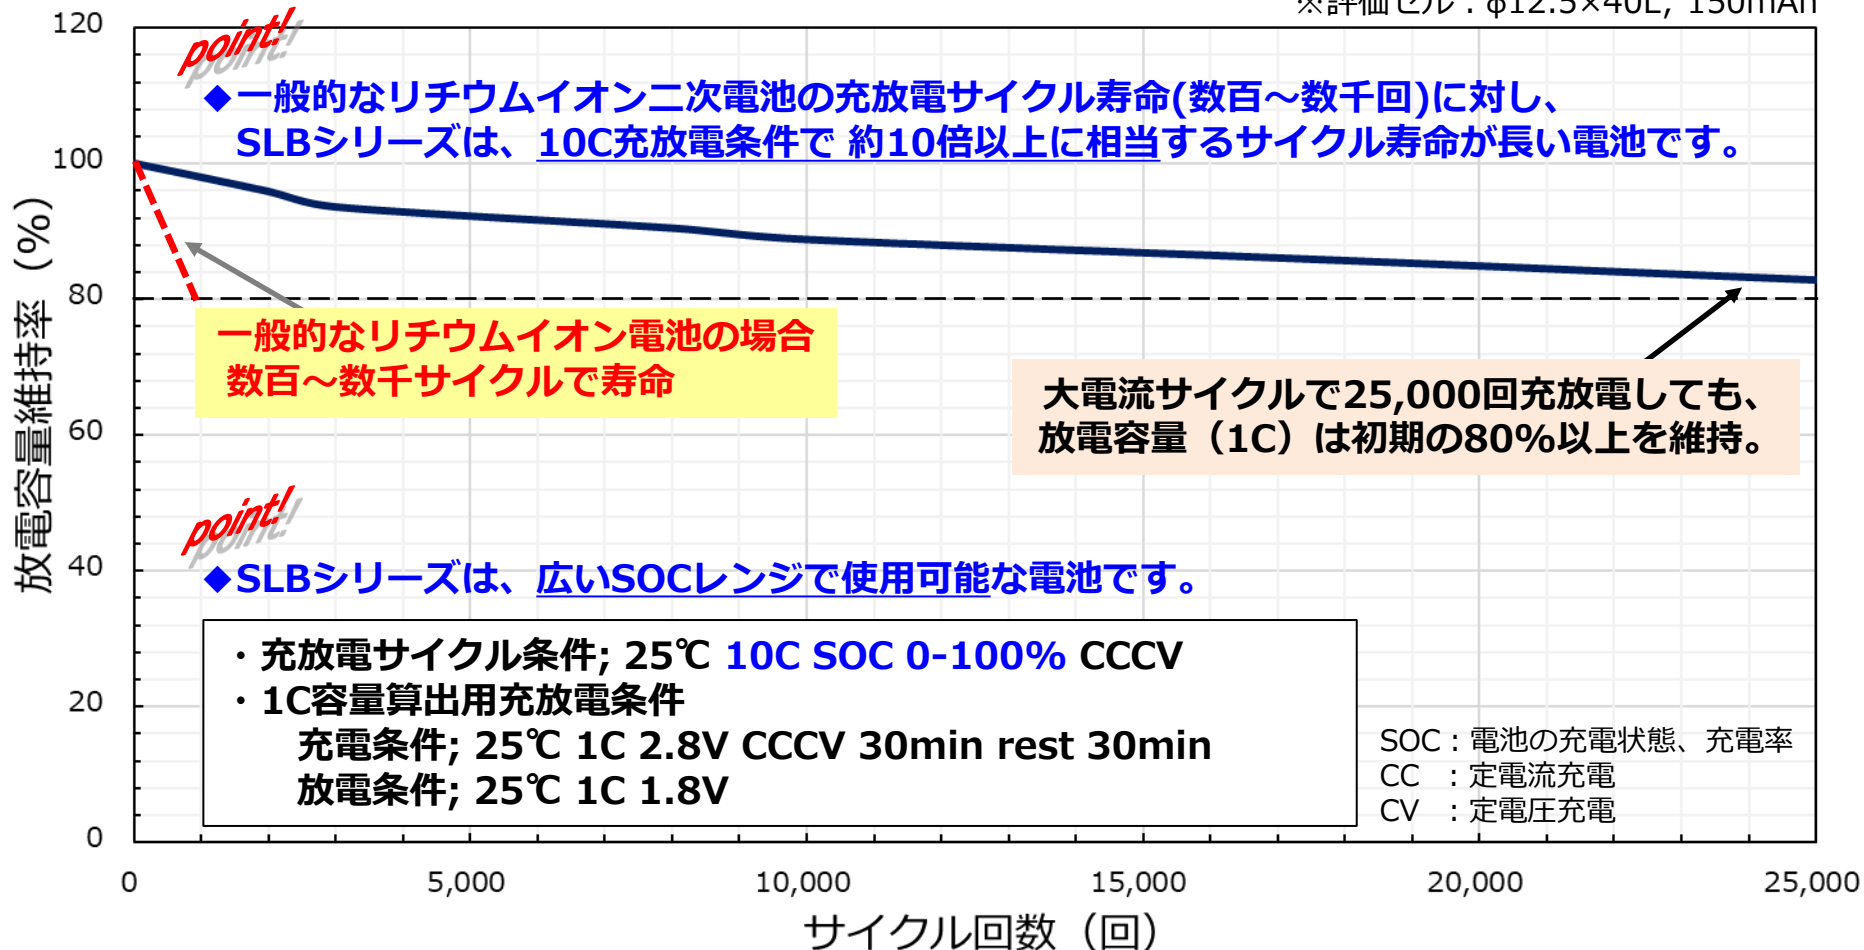 ※評価セル：φ12.5×40L, 150mAh
point!
◆一般的なリチウムイオン二次電池の充放電サイクル寿命(数百～数千回)に対し、
SLBシリーズは、10C充放電条件で 約10倍以上に相当するサイクル寿命が長い電池です。
一般的なリチウムイオン電池の場合
数百～数千サイクルで寿命
大電流サイクルで25,000回充放電しても、
放電容量（1C）は初期の80%以上を維持。
point!
◆SLBシリーズは、広いSOCレンジで使用可能な電池です。
・充放電サイクル条件; 25℃ 10C SOC 0-100% CCCV
・1C容量算出用充放電条件
充電条件; 25℃ 1C 2.8V CCCV 30min rest 30min
放電条件; 25℃ 1C 1.8V
SOC：電池の充電状態、充電率
CC ：定電流充電
CV ：定電圧充電
放電容量維持率（%）
120
100
80
60
40
20
0
0 5,000 10,000 15,000 20,000 25,000
サイクル回数（回）